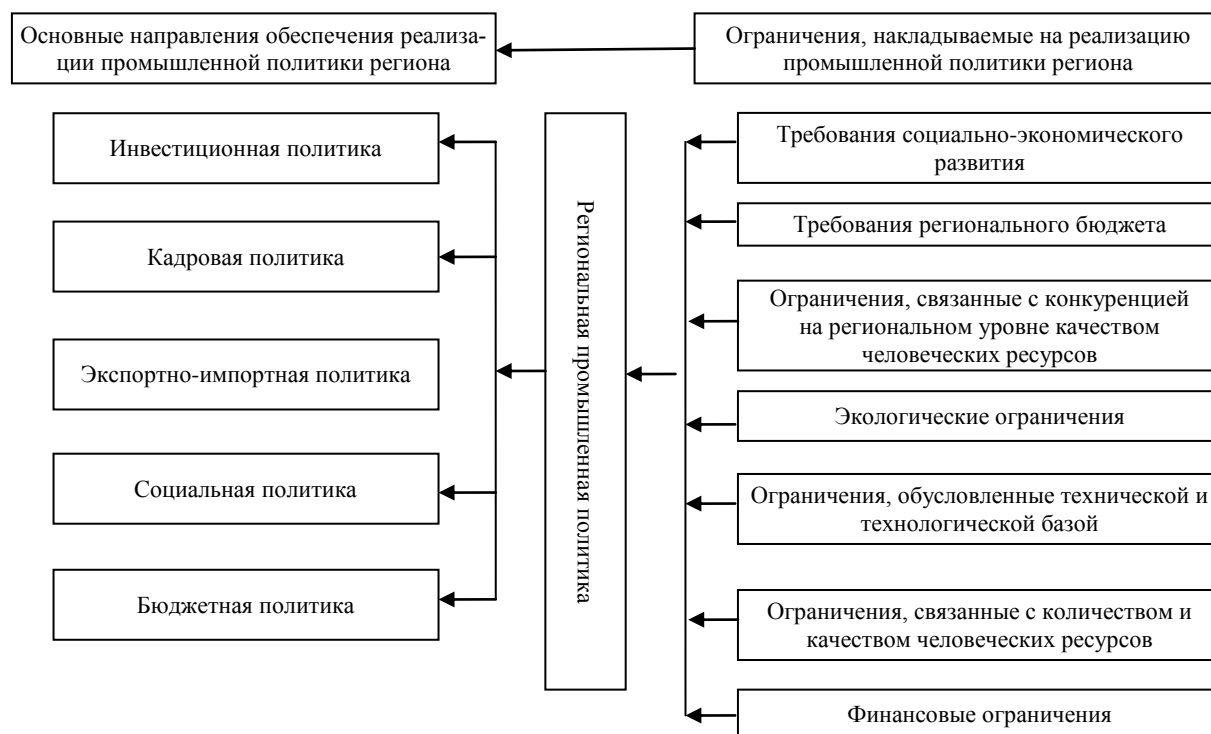 Основные направления обеспечения реализа-
ции промышленной политики региона
Ограничения, накладываемые на реализацию
промышленной политики региона
Инвестиционная политика
Кадровая политика
Экспортно-импортная политика
Социальная политика
Бюджетная политика
Региональная промышленная политика
Требования социально-экономического
развития
Требования регионального бюджета
Ограничения, связанные с конкуренцией
на региональном уровне качеством
человеческих ресурсов
Экологические ограничения
Ограничения, обусловленные технической и
технологической базой
Ограничения, связанные с количеством и
качеством человеческих ресурсов
Финансовые ограничения